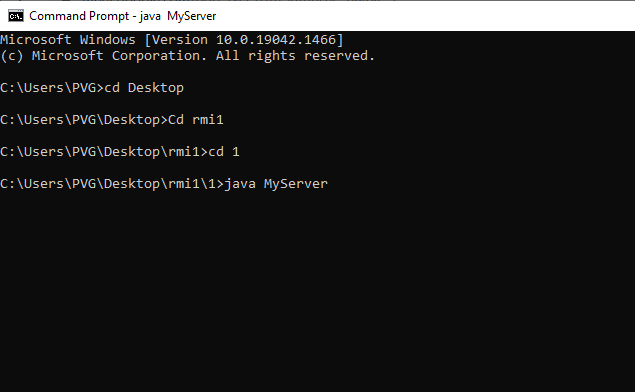 Command Prompt - java  MyServer
Microsoft Windows [Version 10.0.19042.1466]
(c) Microsoft Corporation. All rights reserved.
C:\Users\PVG>cd Desktop
C:\Users\PVG\Desktop>Cd rmi1
C:\Users\PVG\Desktop\rmi1>cd 1
C:\Users\PVG\Desktop\rmi1\1>java MyServer